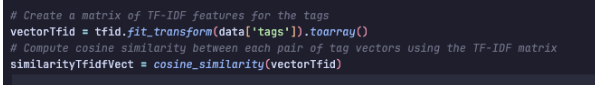 # Create a matrix of TF-IDF features for the tags
vectorTfid = tfid.fit_transform(data['tags']).toarray()
# Compute cosine similarity between each pair of tag vectors using the TF-IDF matrix
similarityTfidfVect = cosine_similarity(vectorTfid)